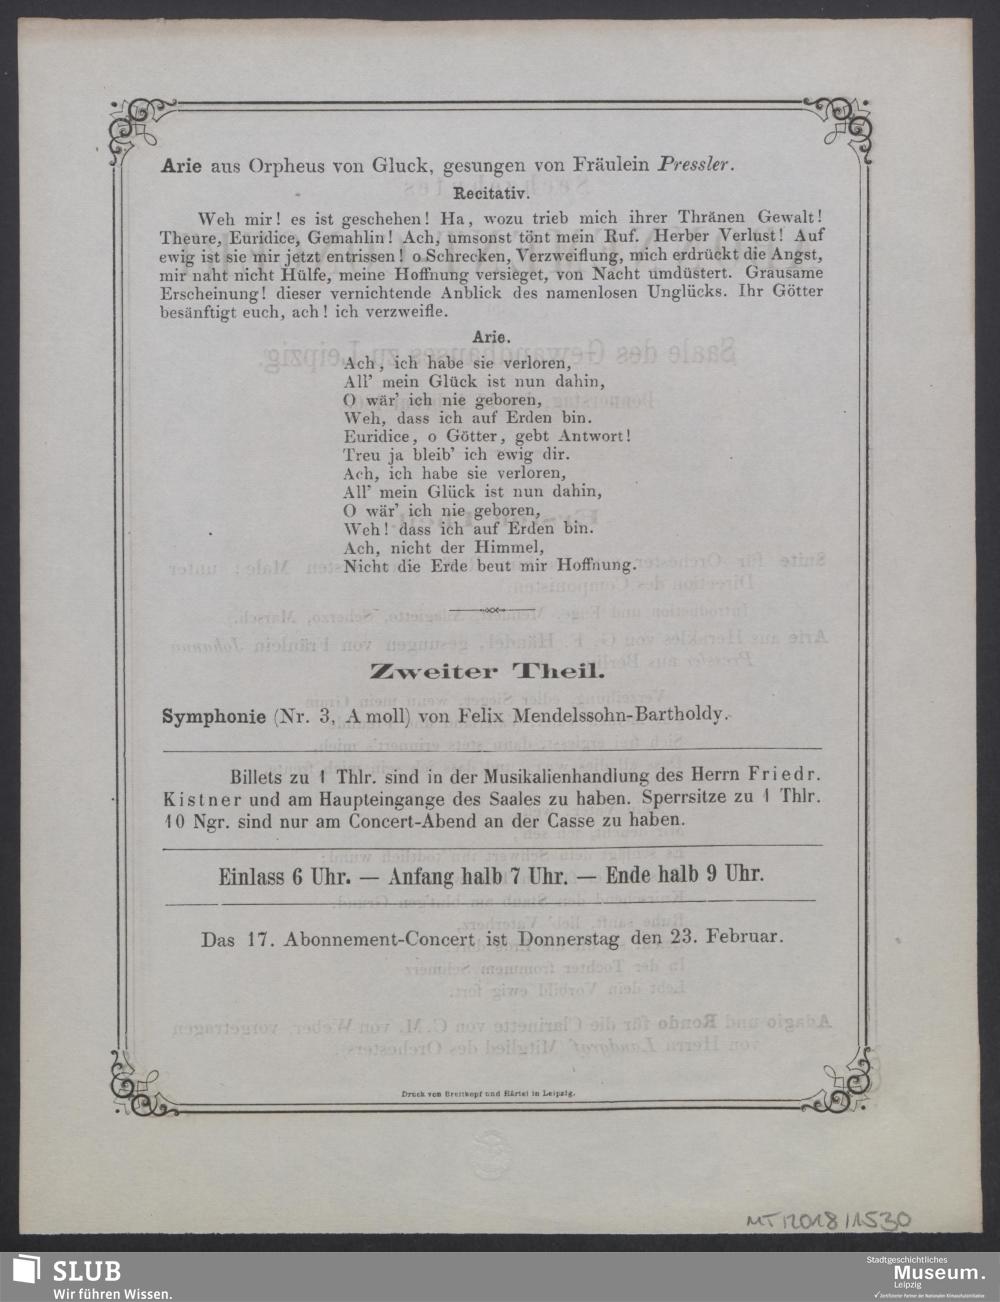 Arie aus Orpheus von Gluck, gesungen von Fräulein Pressler.
Recitativ.
Weh mir! es ist geschehen! Ha, wozu trieb mich ihrer Thränen Gewalt!
Theure, Euridice, Gemahlin! Ach, umsonst tönt mein Ruf. Herber Verlust! Auf
ewig ist sie mir jetzt entrissen! o Schrecken, Verzweiflung, mich erdrückt die Angst,
mir naht nicht Hülfe, meine Hoffnung versieget, von Nacht umdüstert. Grausame
Erscheinung! dieser vernichtende Anblick des namenlosen Unglücks. Ihr Götter
besänftigt euch, ach! ich verzweifle.
Arie.
Ach, ich habe sie verloren,
All' mein Glück ist nun dahin,
O wär' ich nie geboren,
Weh, dass ich auf Erden bin.
Euridice, o Götter, gebt Antwort!
Treu ja bleib' ich ewig dir.
Ach, ich habe sie verloren,
All' mein Glück ist nun dahin,
O wär' ich nie geboren,
Weh! dass ich auf Erden bin.
Ach, nicht der Himmel,
Nicht die Erde beut mir Hoffnung.
Zweiter Theil.
Symphonie (Nr. 3, A moll) von Felix Mendelssohn-Bartholdy.
Billets zu 1 Thlr. sind in der Musikalienhandlung des Herrn Friedr.
Kistner und am Haupteingange des Saales zu haben. Sperrsitze zu 1 Thlr.
10 Ngr. sind nur am Concert-Abend an der Casse zu haben.
Einlass 6 Uhr. — Anfang halb 7 Uhr. — Ende halb 9 Uhr.
Das 17. Abonnement-Concert ist Donnerstag den 23. Februar.
Druck von Breitkopf und Härtel in Leipzig.
MT/2018/1530
SLUB
Wir führen Wissen.
Stadtgeschichtliches
Museum.
Leipzig
Zertifizierter Partner der Nationalen Klimaschutzinitiative